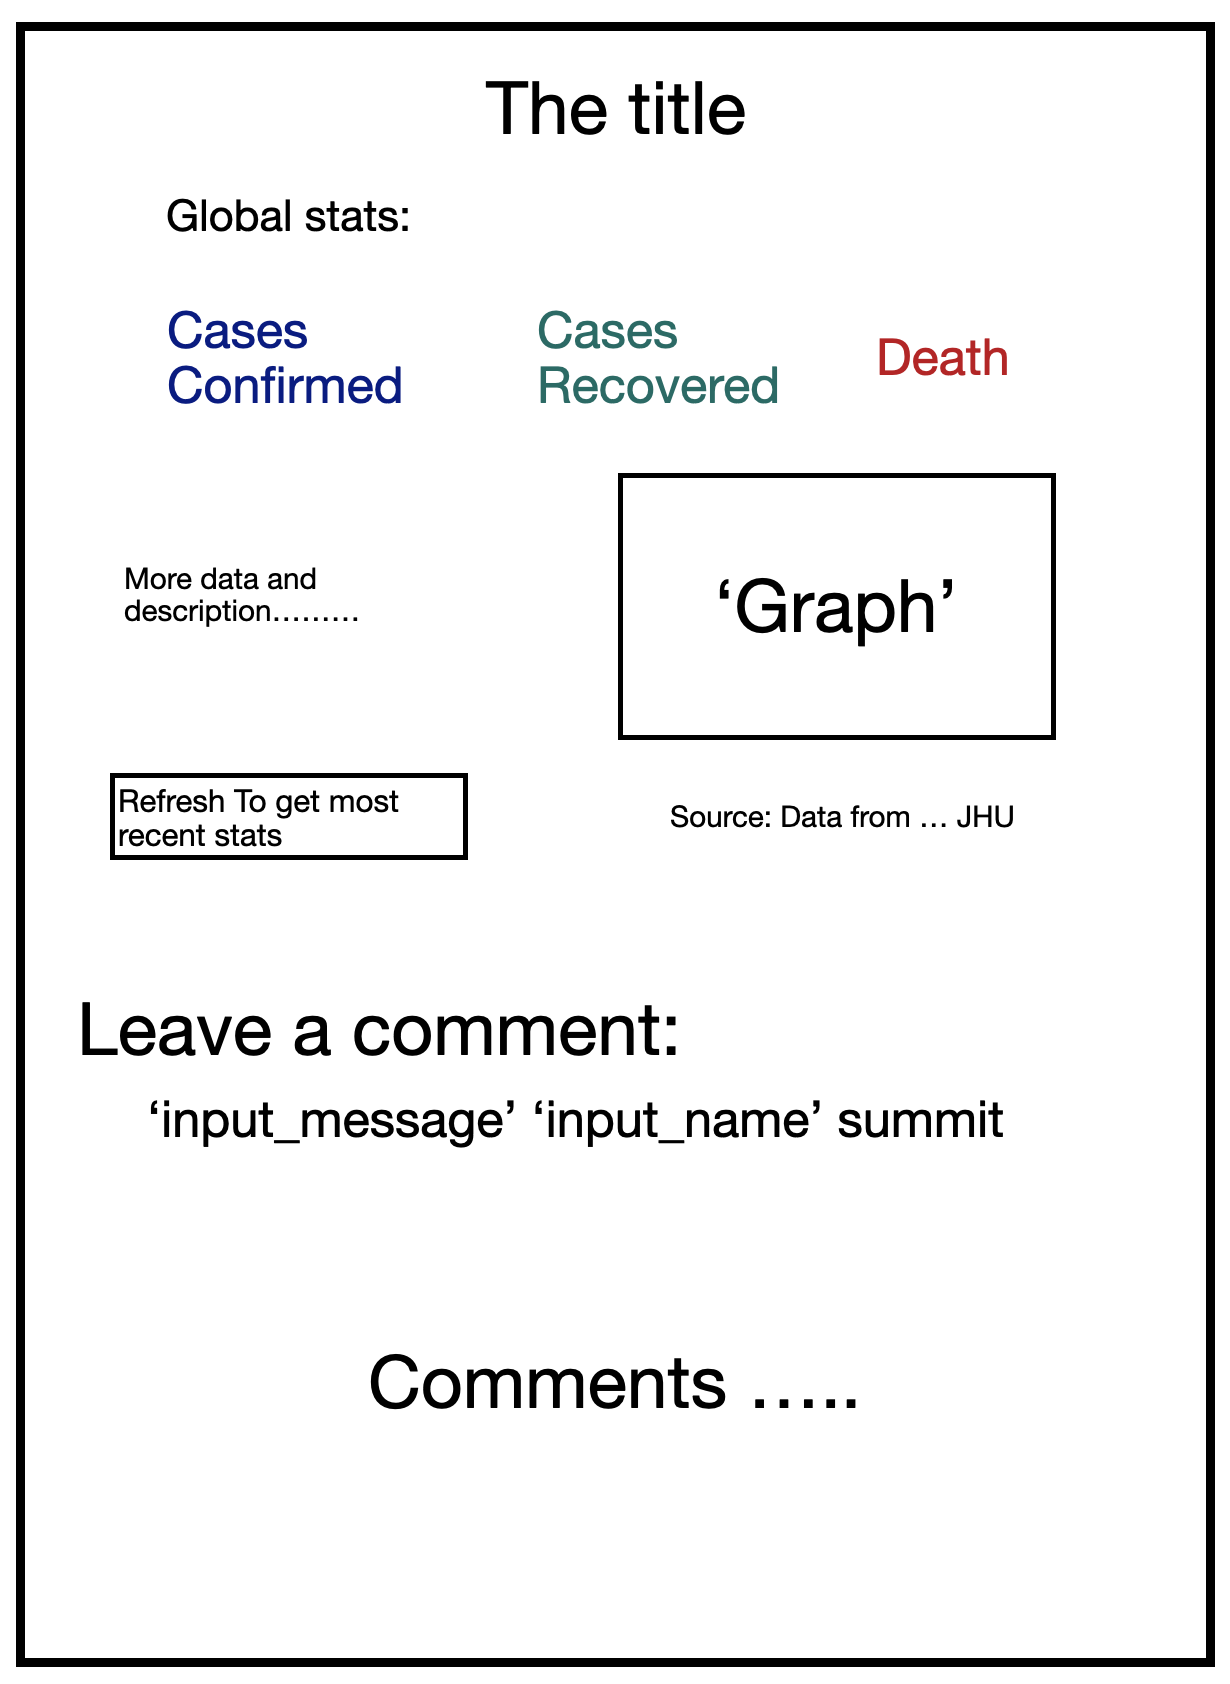 The title
Global stats:
Cases
Confirmed
Cases
Recovered
Death
More data and
description………
‘Graph’
Refresh To get most
recent stats
Source: Data from … JHU
Leave a comment:
‘input_message’ ‘input_name’ summit
Comments …..